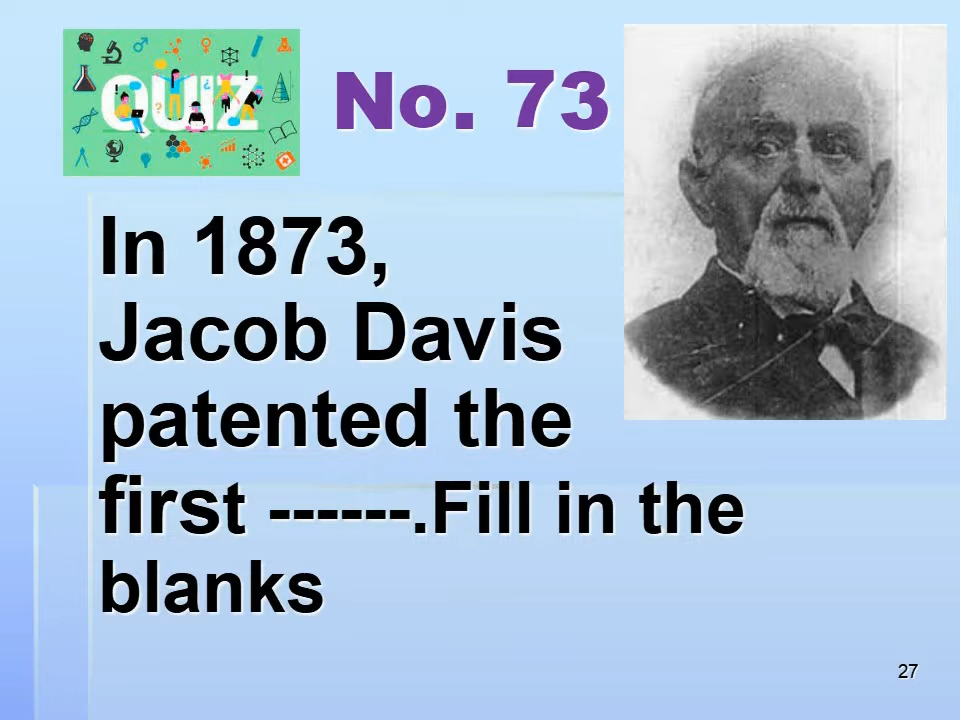 QUIZ
No. 73
In 1873,
Jacob Davis
patented the
first ------.Fill in the
blanks
27